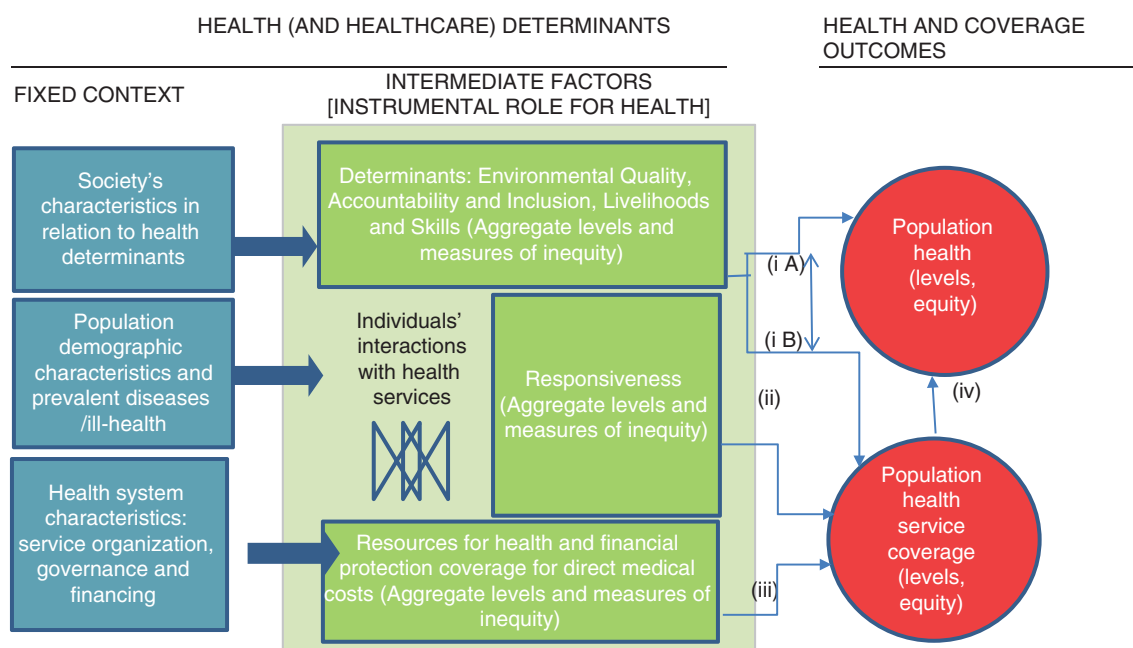 HEALTH (AND HEALTHCARE) DETERMINANTS
HEALTH AND COVERAGE
OUTCOMES
FIXED CONTEXT
INTERMEDIATE FACTORS
[INSTRUMENTAL ROLE FOR HEALTH]
Society's
characteristics in
relation to health
determinants
Population
demographic
characteristics and
prevalent diseases
/ill-health
Health system
characteristics:
service organization,
governance and
financing
Determinants: Environmental Quality,
Accountability and Inclusion, Livelihoods
and Skills (Aggregate levels and
measures of inequity)
Individuals'
interactions
with health
services
Responsiveness
(Aggregate levels and
measures of inequity)
Resources for health and financial
protection coverage for direct medical
costs (Aggregate levels and measures of
inequity)
(i A)
(i B)
(ii)
(iii)
(iv)
Population
health
(levels,
equity)
Population
health
service
coverage
(levels,
equity)